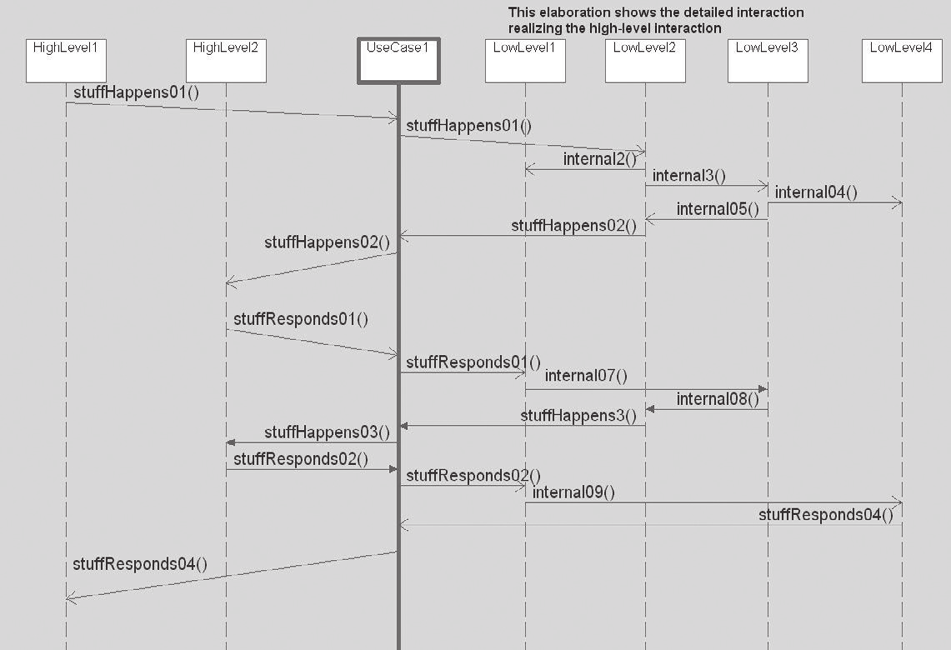 This elaboration shows the detailed interaction
realizing the high-level interaction
HighLevel1 HighLevel2 UseCase1 LowLevel1 LowLevel2 LowLevel3 LowLevel4
stuffHappens01()
stuffHappens01()
internal2()
internal3()
internal04()
internal05()
stuffHappens02()
stuffHappens02()
stuffResponds01()
stuffResponds01()
internal07()
internal08()
stuffHappens3()
stuffHappens03()
stuffResponds02()
stuffResponds02()
internal09()
stuffResponds04()
stuffResponds04()